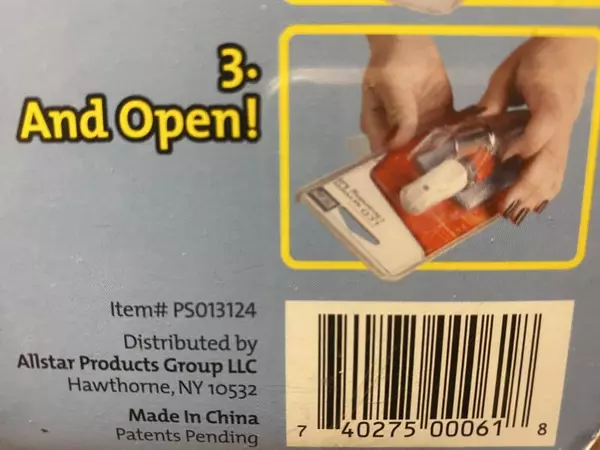 3.
And Open!
Item# PS013124
Distributed by
Allstar Products Group LLC
Hawthorne, NY 10532
Made In China
Patents Pending
7 40275 00061 8